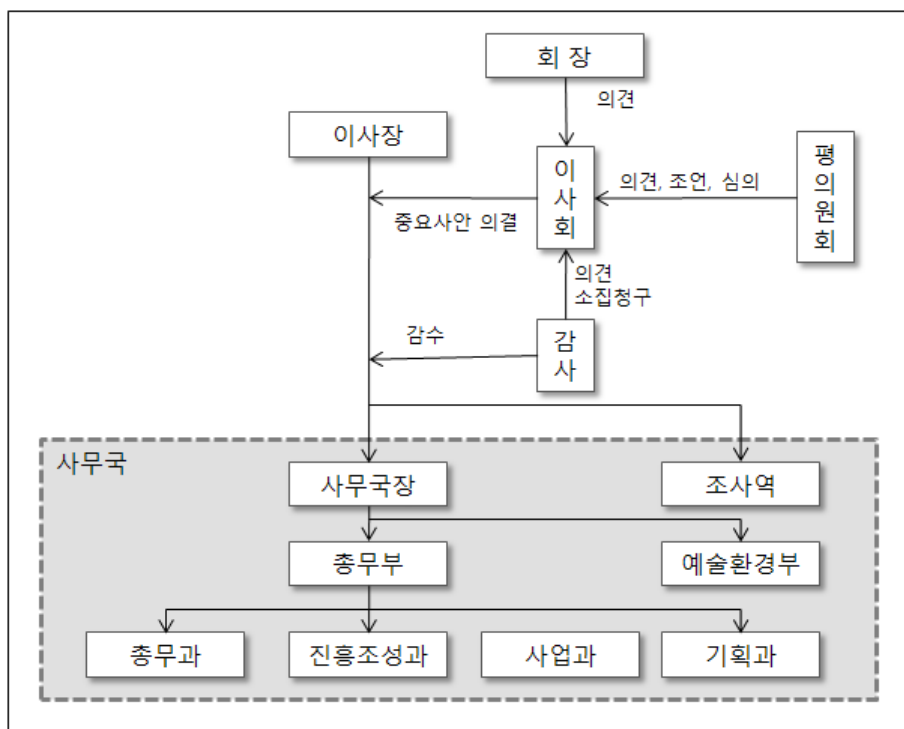 회 장
의견
이사장
이사회
평의원회
의견, 조언, 심의
중요사안 의결
의견
소집청구
감수
감사
사무국
사무국장
조사역
총무부
예술환경부
총무과
진흥조성과
사업과
기획과